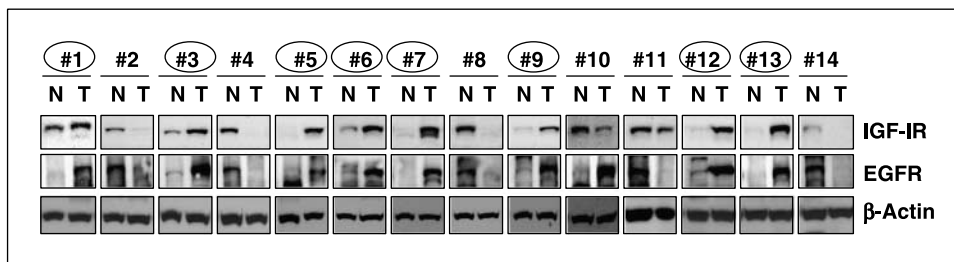 #1 #2 #3 #4 #5 #6 #7 #8 #9 #10 #11 #12 #13 #14
N T N T N T N T N T N T N T N T N T N T N T N T N T N T
IGF-IR
EGFR
β-Actin